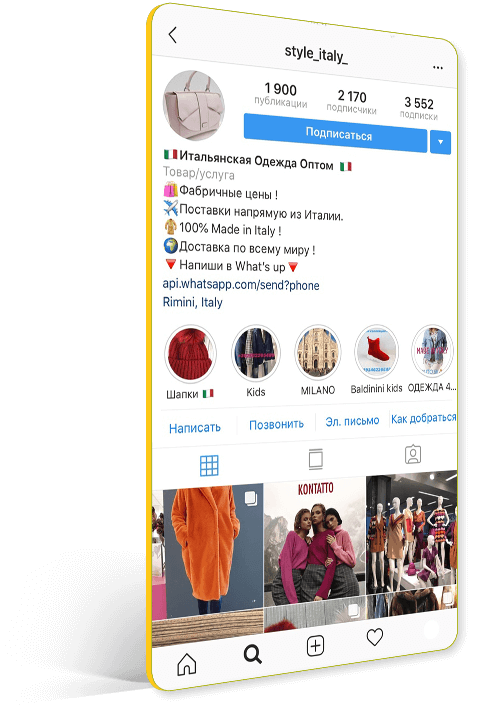 style_italy_
1 900 2 170 3 552
публикации подписчики подписки
Подписаться
Итальянская Одежда Оптом
Товар/услуга
Фабричные цены !
Поставки напрямую из Италии.
100% Made in Italy !
Доставка по всему миру !
Напиши в What's up
api.whatsapp.com/send?phone
Rimini, Italy
Шапки Kids MILANO Baldinini kids ОДЕЖДА 4...
Написать Позвонить Эл. письмо Как добраться
KONTATTO